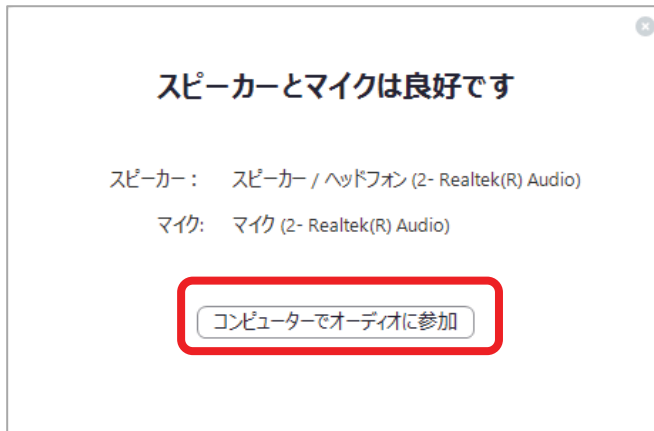 スピーカーとマイクは良好です
スピーカー： スピーカー / ヘッドフォン (2- Realtek(R) Audio)
マイク: マイク (2- Realtek(R) Audio)
コンピューターでオーディオに参加